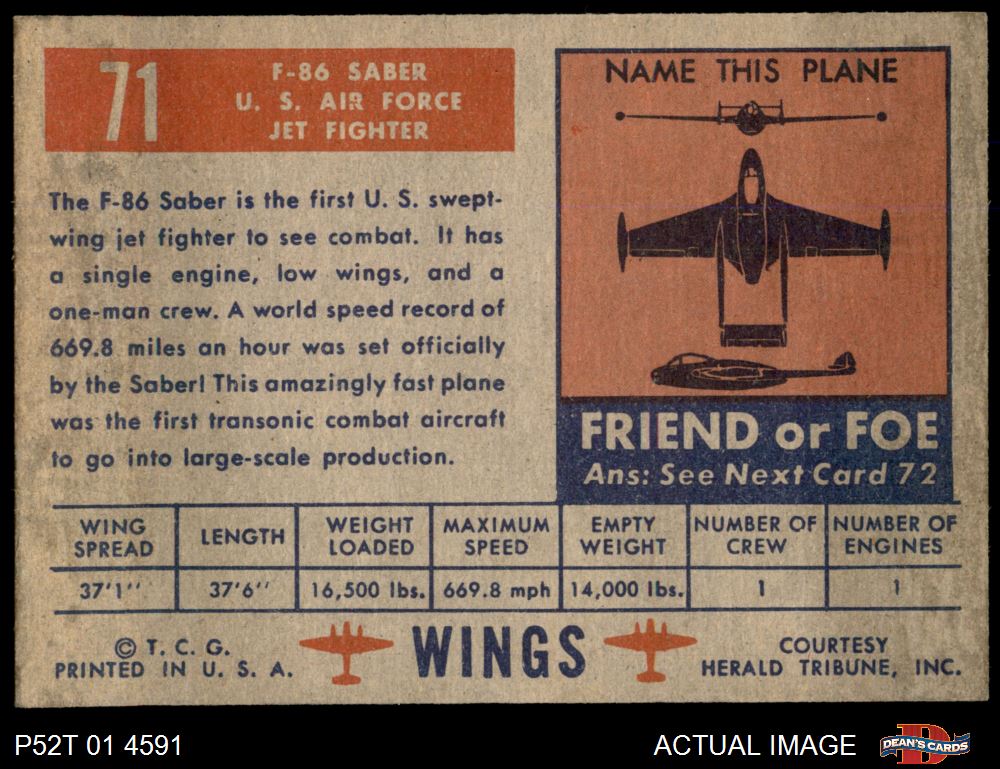 71
F-86 SABER
U. S. AIR FORCE
JET FIGHTER
The F-86 Saber is the first U. S. swept-
wing jet fighter to see combat. It has
a single engine, low wings, and a
one-man crew. A world speed record of
669.8 miles an hour was set officially
by the Saber! This amazingly fast plane
was the first transonic combat aircraft
to go into large-scale production.
NAME THIS PLANE
FRIEND or FOE
Ans: See Next Card 72
WING SPREAD
LENGTH
WEIGHT LOADED
MAXIMUM SPEED
EMPTY WEIGHT
NUMBER OF CREW
NUMBER OF ENGINES
37'1''
37'6''
16,500 lbs.
669.8 mph
14,000 lbs.
1
1
© T. C. G.
PRINTED IN U. S. A.
WINGS
COURTESY
HERALD TRIBUNE, INC.
P52T 01 4591
ACTUAL IMAGE
D
DEAN'S CARDS